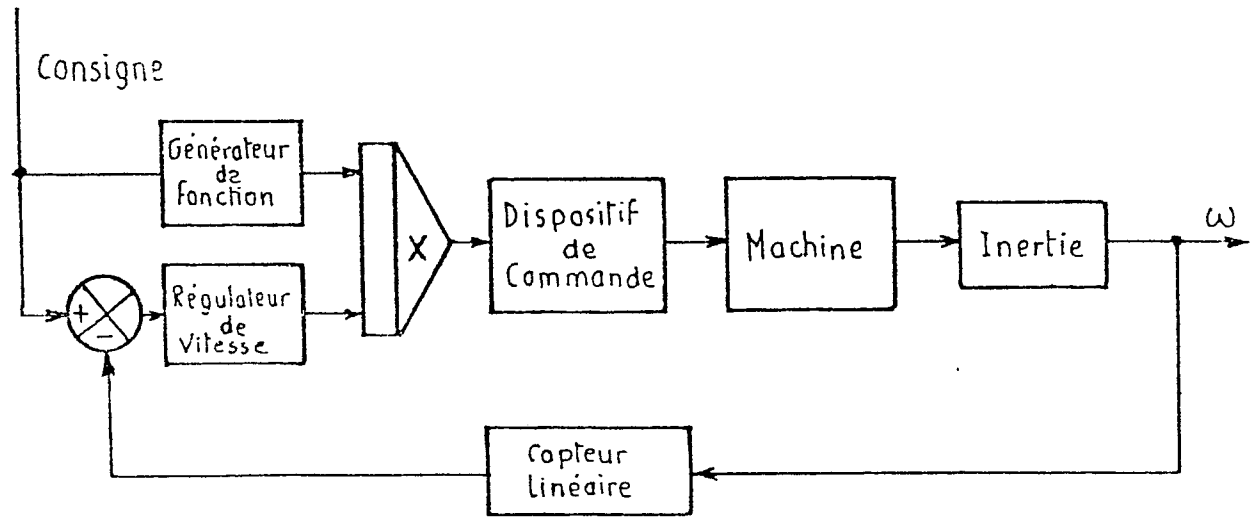 Consigne
Générateur
de
fonction
X
Dispositif
de
Commande
Machine
Inertie
ω
+
−
Régulateur
de
Vitesse
Capteur
linéaire